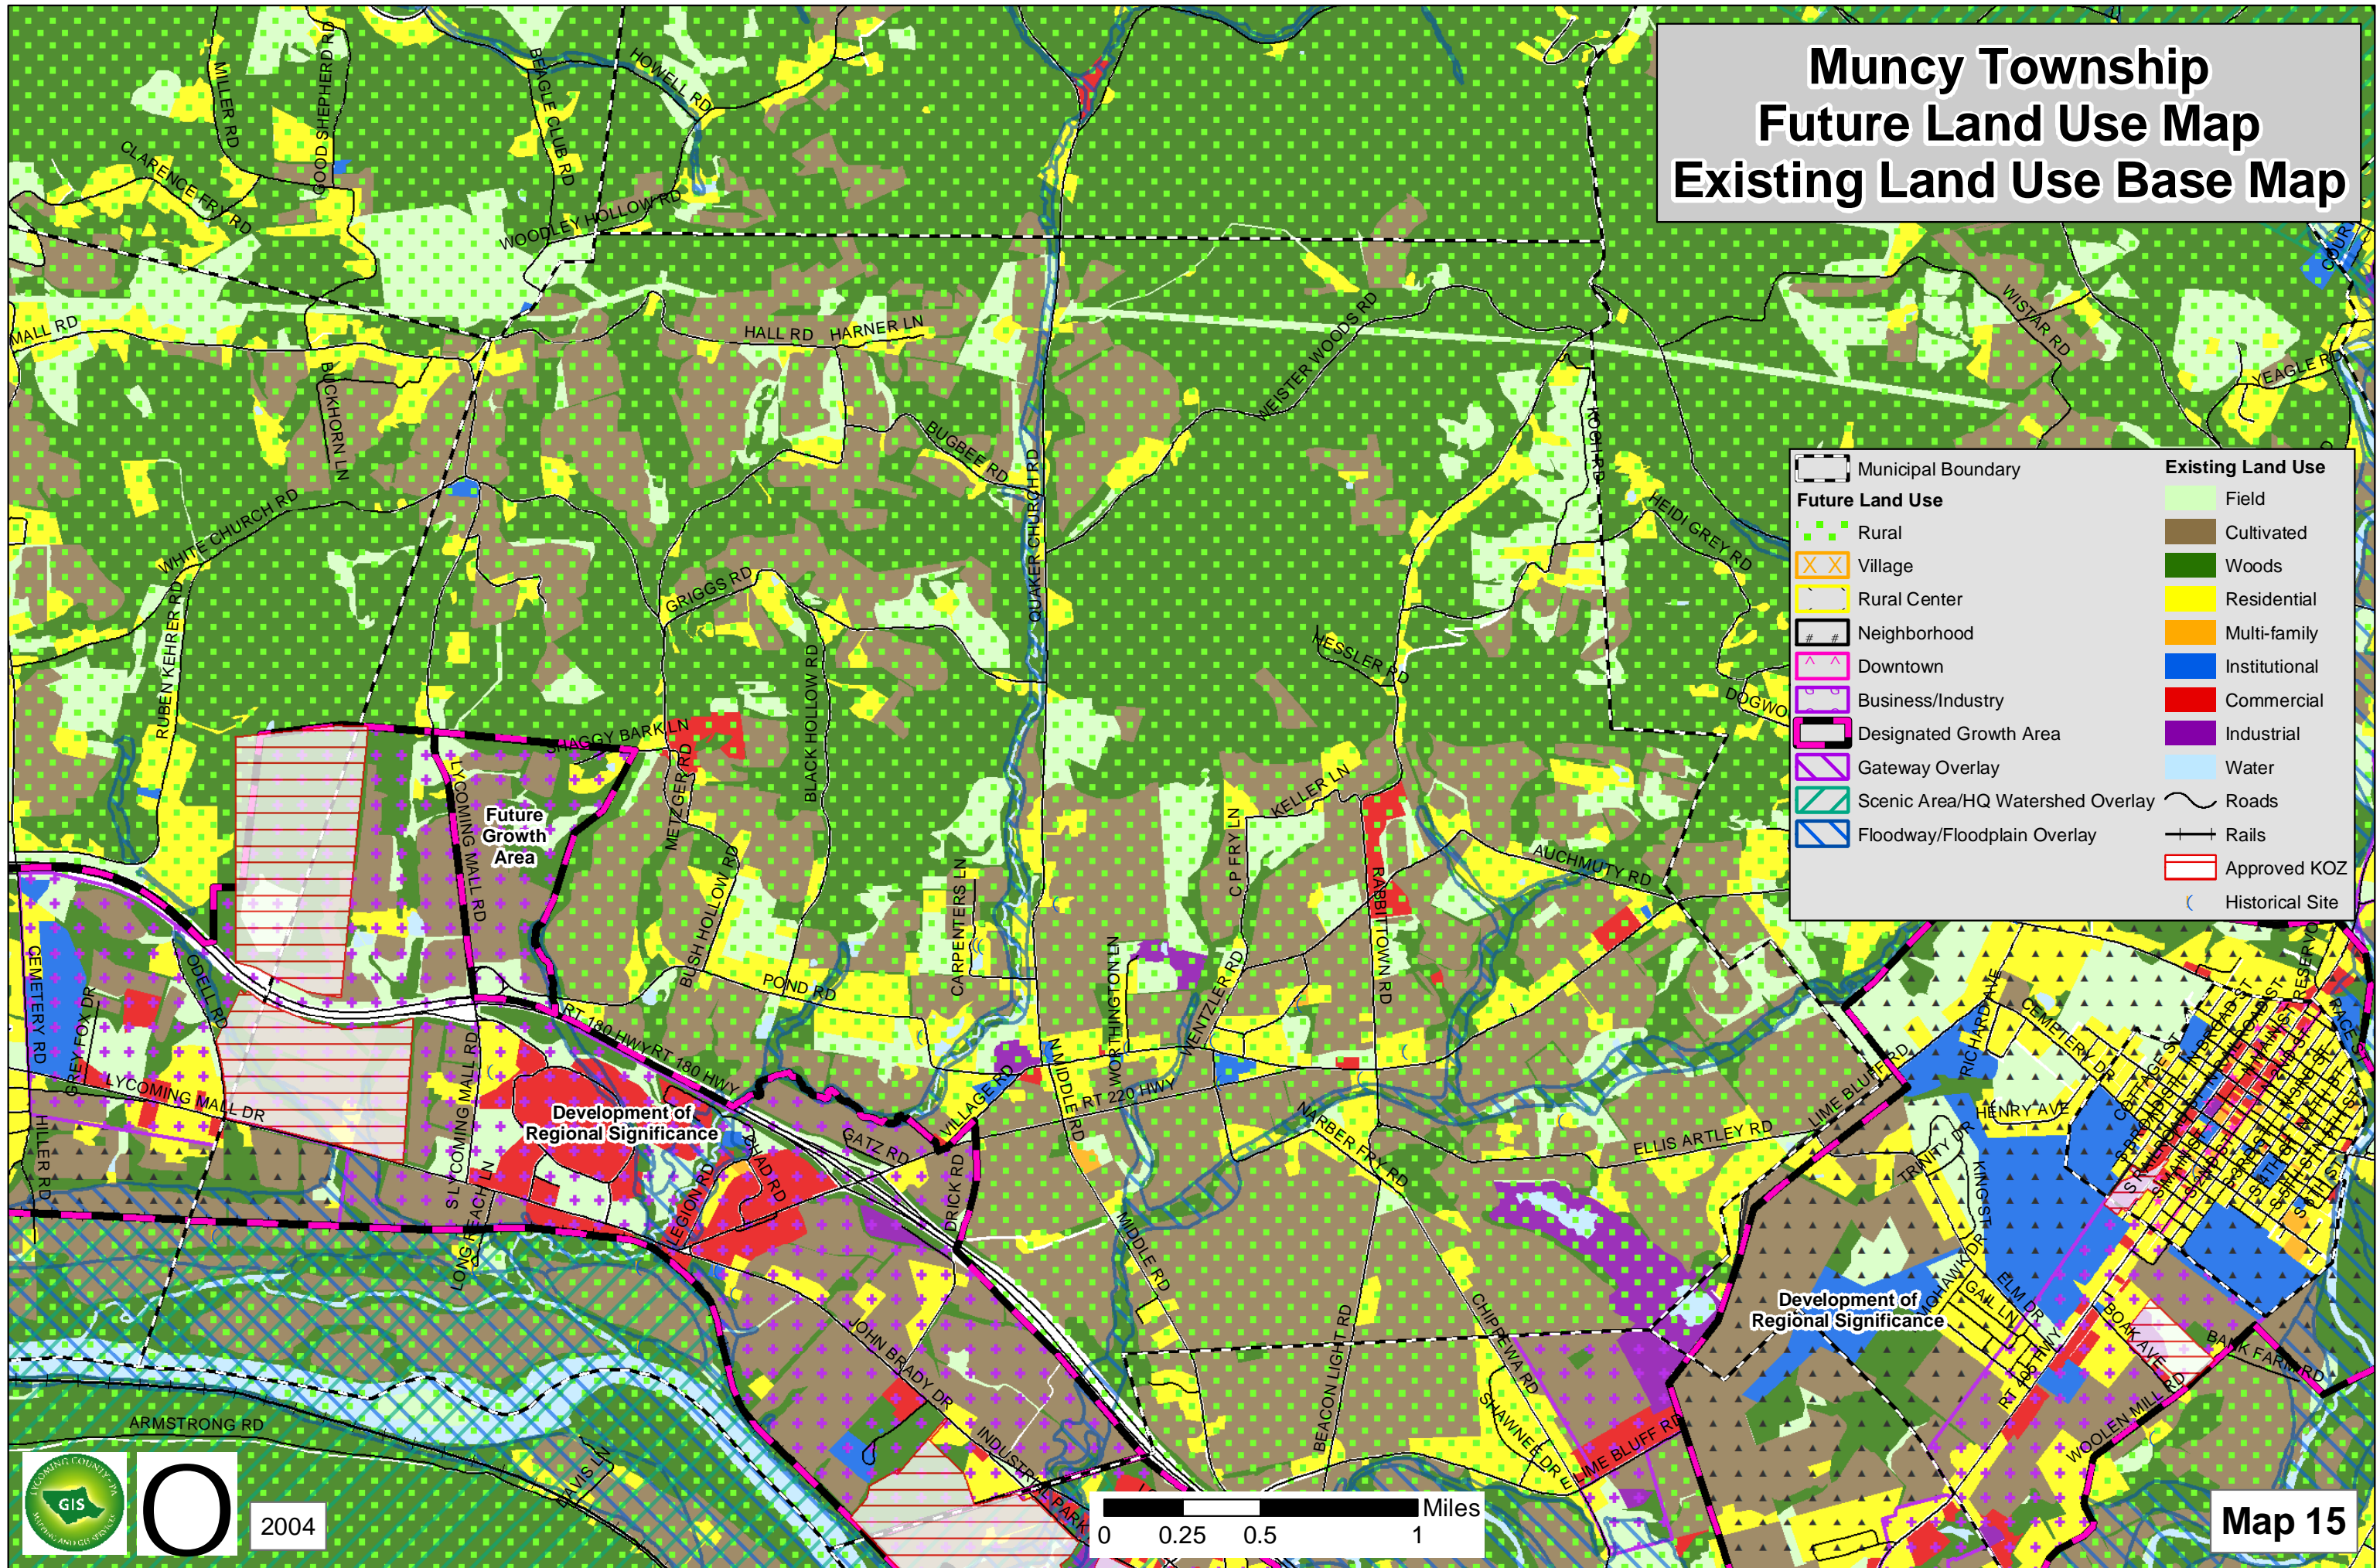 Muncy Township
Future Land Use Map
Existing Land Use Base Map
MILLER RD
GOOD SHEPHERD RD
BEAGLE CLUB RD
HOWELL RD
CLARENCE FRY RD
WOODLEY HOLLOW RD
MALL RD
HALL RD
HARNER LN
BUCKHORN LN
WEISTER WOODS RD
WISTAR RD
YEAGLE RD
BUGBEE RD
QUAKER CHURCH RD
KOCH RD
WHITE CHURCH RD
HEIDI GREY RD
GRIGGS RD
RUBEN KEHRER RD
BLACK HOLLOW RD
HESSLER RD
DOGWO
SHAGGY BARK LN
METZGER RD
LYCOMING MALL RD
Future
Growth
Area
KELLER LN
C P FRY LN
RABBITTOWN RD
AUCHMUTY RD
BUSH HOLLOW RD
CARPENTERS LN
POND RD
WORTHINGTON LN
WENTZLER RD
CEMETERY RD
GREY FOX DR
ODELL RD
RT 180 HWY
RT 180 HWY
LYCOMING MALL DR
S LYCOMING MALL RD
HILLER RD
Development of
Regional Significance
CHAD RD
LEGION RD
GATZ RD
VILLAGE RD
N MIDDLE RD
RT 220 HWY
NARBER FRY RD
ELLIS ARTLEY RD
LIME BLUFF RD
MIDDLE RD
JOHN BRADY DR
CHIPPEWA RD
BEACON LIGHT RD
LIME BLUFF RD
ARMSTRONG RD
Municipal Boundary
Future Land Use
Rural
Village
Rural Center
Neighborhood
Downtown
Business/Industry
Designated Growth Area
Gateway Overlay
Scenic Area/HQ Watershed Overlay
Floodway/Floodplain Overlay
Existing Land Use
Field
Cultivated
Woods
Residential
Multi-family
Institutional
Commercial
Industrial
Water
Roads
Rails
Approved KOZ
Historical Site
RICHARD AVE
CEMETERY DR
HENRY AVE
TRINITY DR
KING ST
MOHAWK DR
GAIL LN
ELM DR
Development of
Regional Significance
RT 405 HWY
BOAK AVE
BANK FARM RD
WOOLEN MILL RD
INDUSTRIAL PARK
GIS
O
2004
0 0.25 0.5 1 Miles
Map 15